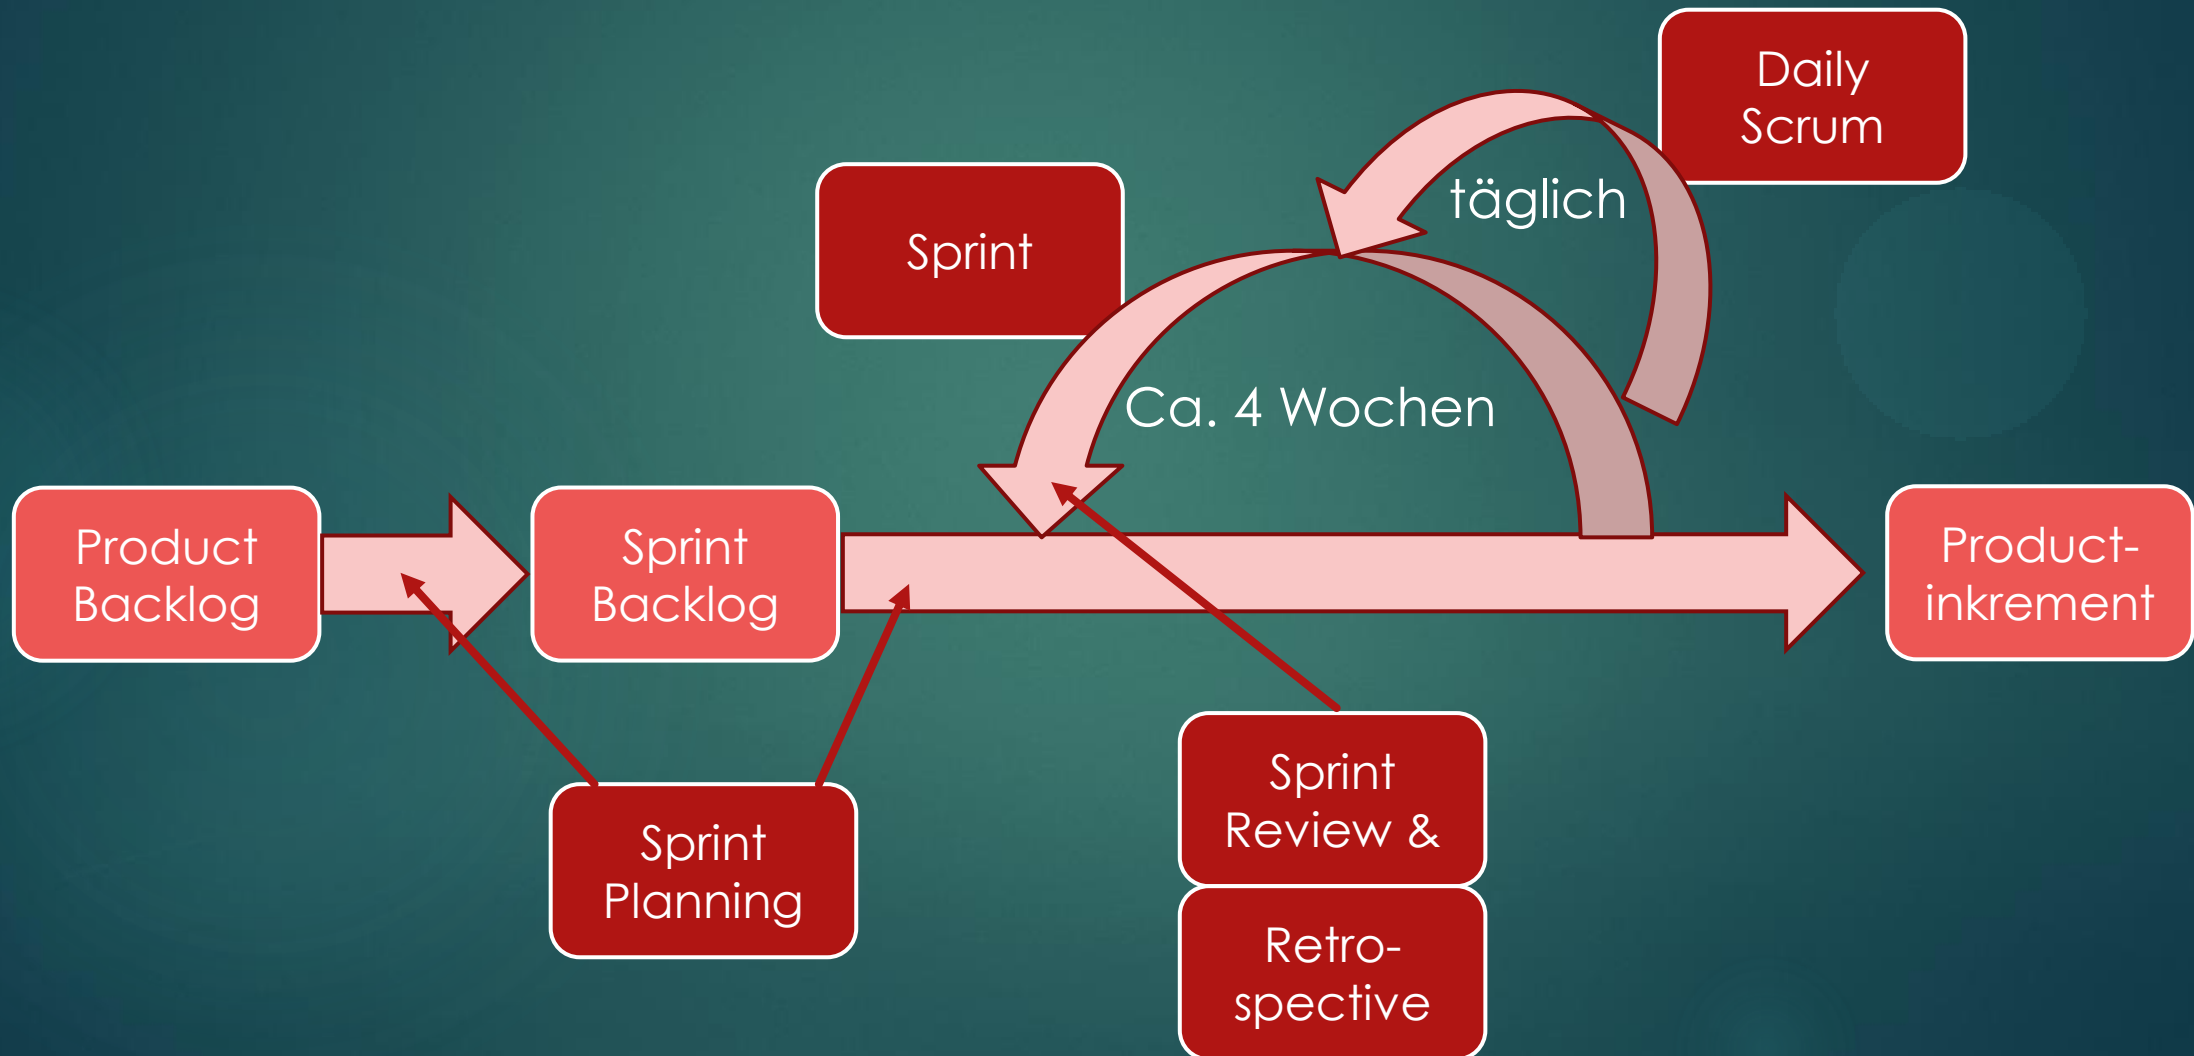 Daily
Scrum
täglich
Sprint
Ca. 4 Wochen
Product
Backlog
Sprint
Backlog
Product-
inkrement
Sprint
Planning
Sprint
Review &
Retro-
spective